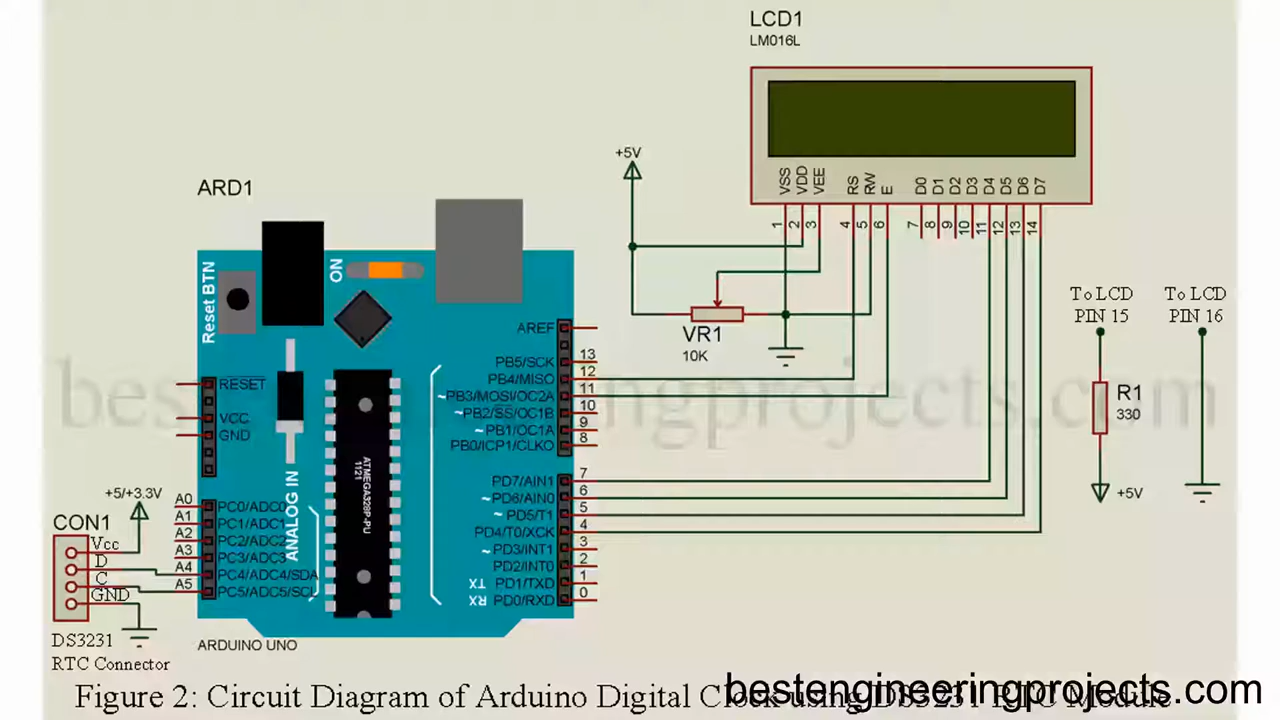 LCD1
LM016L
VSS
VDD
VEE
RS
RW
E
D0
D1
D2
D3
D4
D5
D6
D7
1
2
3
4
5
6
7
8
9
10
11
12
13
14
+5V
VR1
10K
To LCD
PIN 15
To LCD
PIN 16
R1
330
+5V
ARD1
Reset BTN
ON
AREF
PB5/SCK 13
PB4/MISO 12
~PB3/MOSI/OC2A 11
~PB2/SS/OC1B 10
~PB1/OC1A 9
PB0/ICP1/CLKO 8
PD7/AIN1 7
~PD6/AIN0 6
~PD5/T1 5
PD4/T0/XCK 4
~PD3/INT1 3
PD2/INT0 2
TX PD1/TXD 1
RX PD0/RXD 0
RESET
VCC
GND
ANALOG IN
ATMEGA328P-PU
1121
A0 PC0/ADC0
A1 PC1/ADC1
A2 PC2/ADC2
A3 PC3/ADC3
A4 PC4/ADC4/SDA
A5 PC5/ADC5/SCL
ARDUINO UNO
+5/+3.3V
CON1
Vcc
D
C
GND
DS3231
RTC Connector
bestengineeringprojects.com
Figure 2: Circuit Diagram of Arduino Digital Clock using DS3231 RTC Module
bestengineeringprojects.com